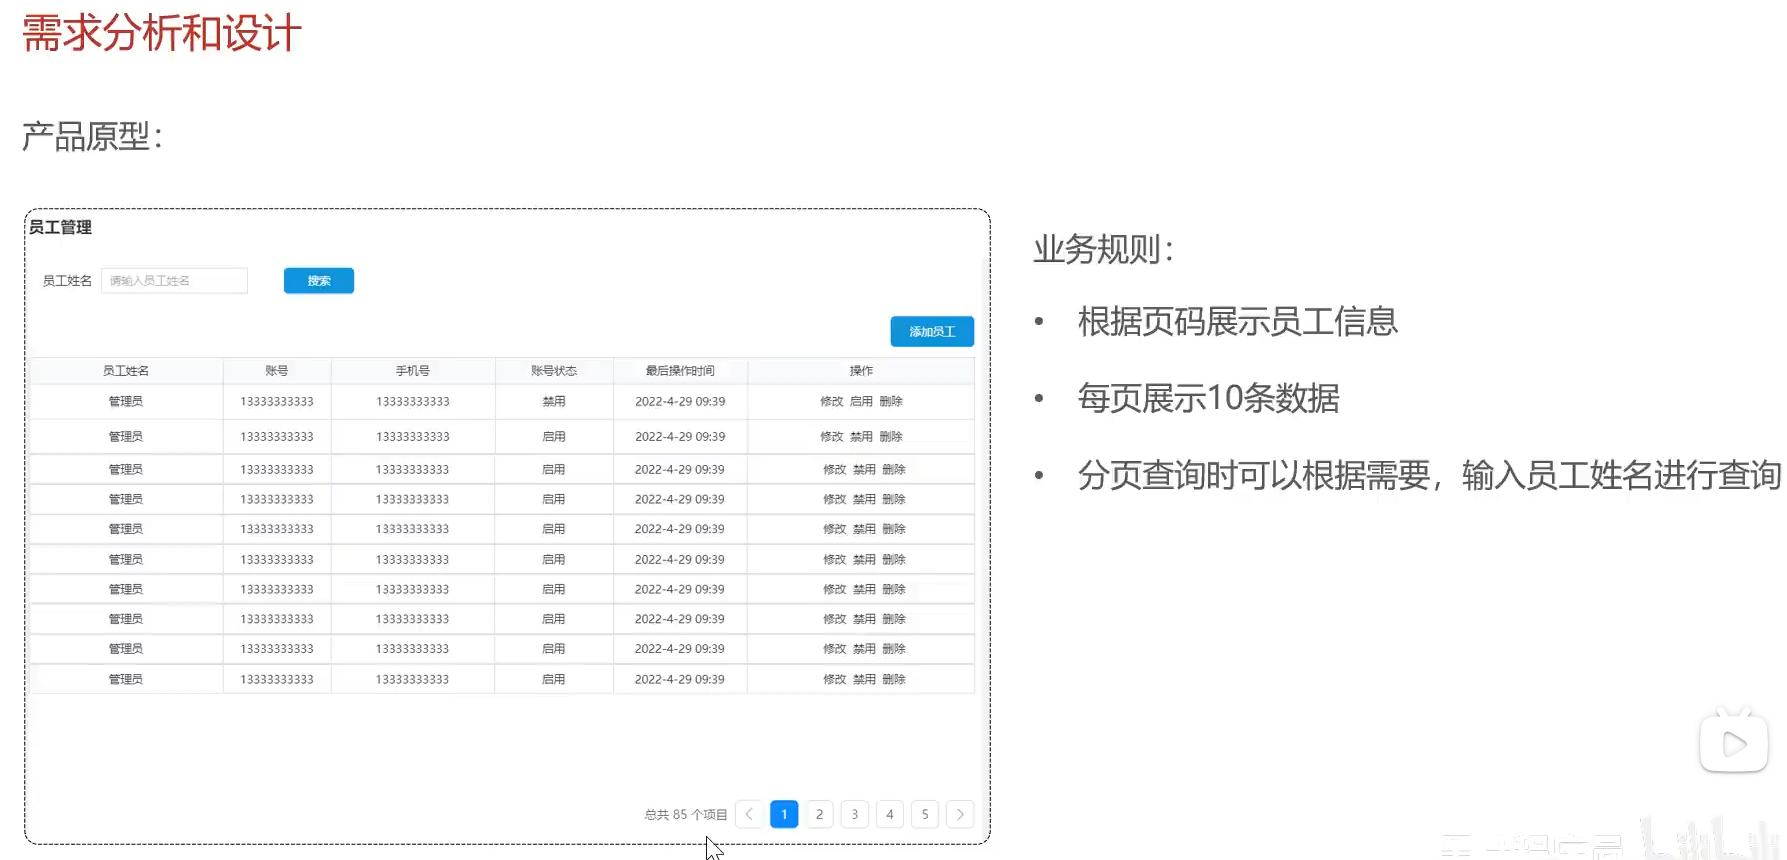 需求分析和设计
产品原型：
员工管理
员工姓名 请输入员工姓名 搜索
添加员工
员工姓名 账号 手机号 账号状态 最后操作时间 操作
管理员 13333333333 13333333333 禁用 2022-4-29 09:39 修改 启用 删除
管理员 13333333333 13333333333 启用 2022-4-29 09:39 修改 禁用 删除
管理员 13333333333 13333333333 启用 2022-4-29 09:39 修改 禁用 删除
管理员 13333333333 13333333333 启用 2022-4-29 09:39 修改 禁用 删除
管理员 13333333333 13333333333 启用 2022-4-29 09:39 修改 禁用 删除
管理员 13333333333 13333333333 启用 2022-4-29 09:39 修改 禁用 删除
管理员 13333333333 13333333333 启用 2022-4-29 09:39 修改 禁用 删除
管理员 13333333333 13333333333 启用 2022-4-29 09:39 修改 禁用 删除
管理员 13333333333 13333333333 启用 2022-4-29 09:39 修改 禁用 删除
管理员 13333333333 13333333333 启用 2022-4-29 09:39 修改 禁用 删除
总共 85 个项目 < 1 2 3 4 5 >
业务规则：
• 根据页码展示员工信息
• 每页展示10条数据
• 分页查询时可以根据需要，输入员工姓名进行查询